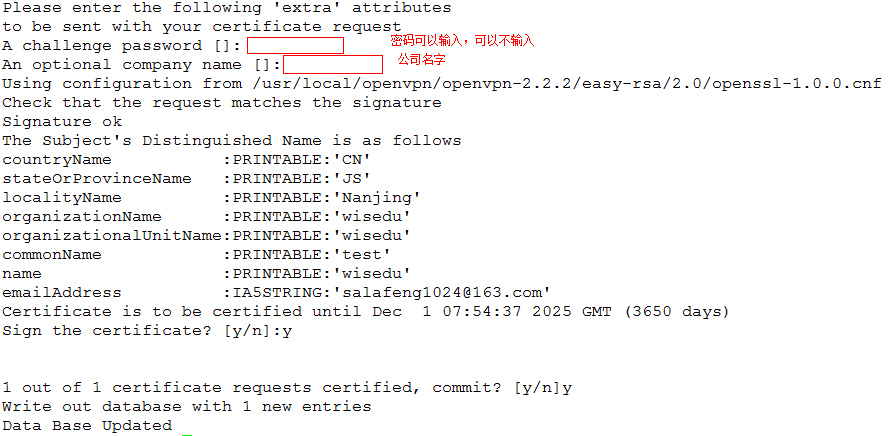 Please enter the following 'extra' attributes
to be sent with your certificate request
A challenge password []: 密码可以输入，可以不输入
An optional company name []: 公司名字
Using configuration from /usr/local/openvpn/openvpn-2.2.2/easy-rsa/2.0/openssl-1.0.0.cnf
Check that the request matches the signature
Signature ok
The Subject's Distinguished Name is as follows
countryName           :PRINTABLE:'CN'
stateOrProvinceName   :PRINTABLE:'JS'
localityName          :PRINTABLE:'Nanjing'
organizationName      :PRINTABLE:'wisedu'
organizationalUnitName:PRINTABLE:'wisedu'
commonName            :PRINTABLE:'test'
name                  :PRINTABLE:'wisedu'
emailAddress          :IA5STRING:'salafeng1024@163.com'
Certificate is to be certified until Dec  1 07:54:37 2025 GMT (3650 days)
Sign the certificate? [y/n]:y
1 out of 1 certificate requests certified, commit? [y/n]y
Write out database with 1 new entries
Data Base Updated